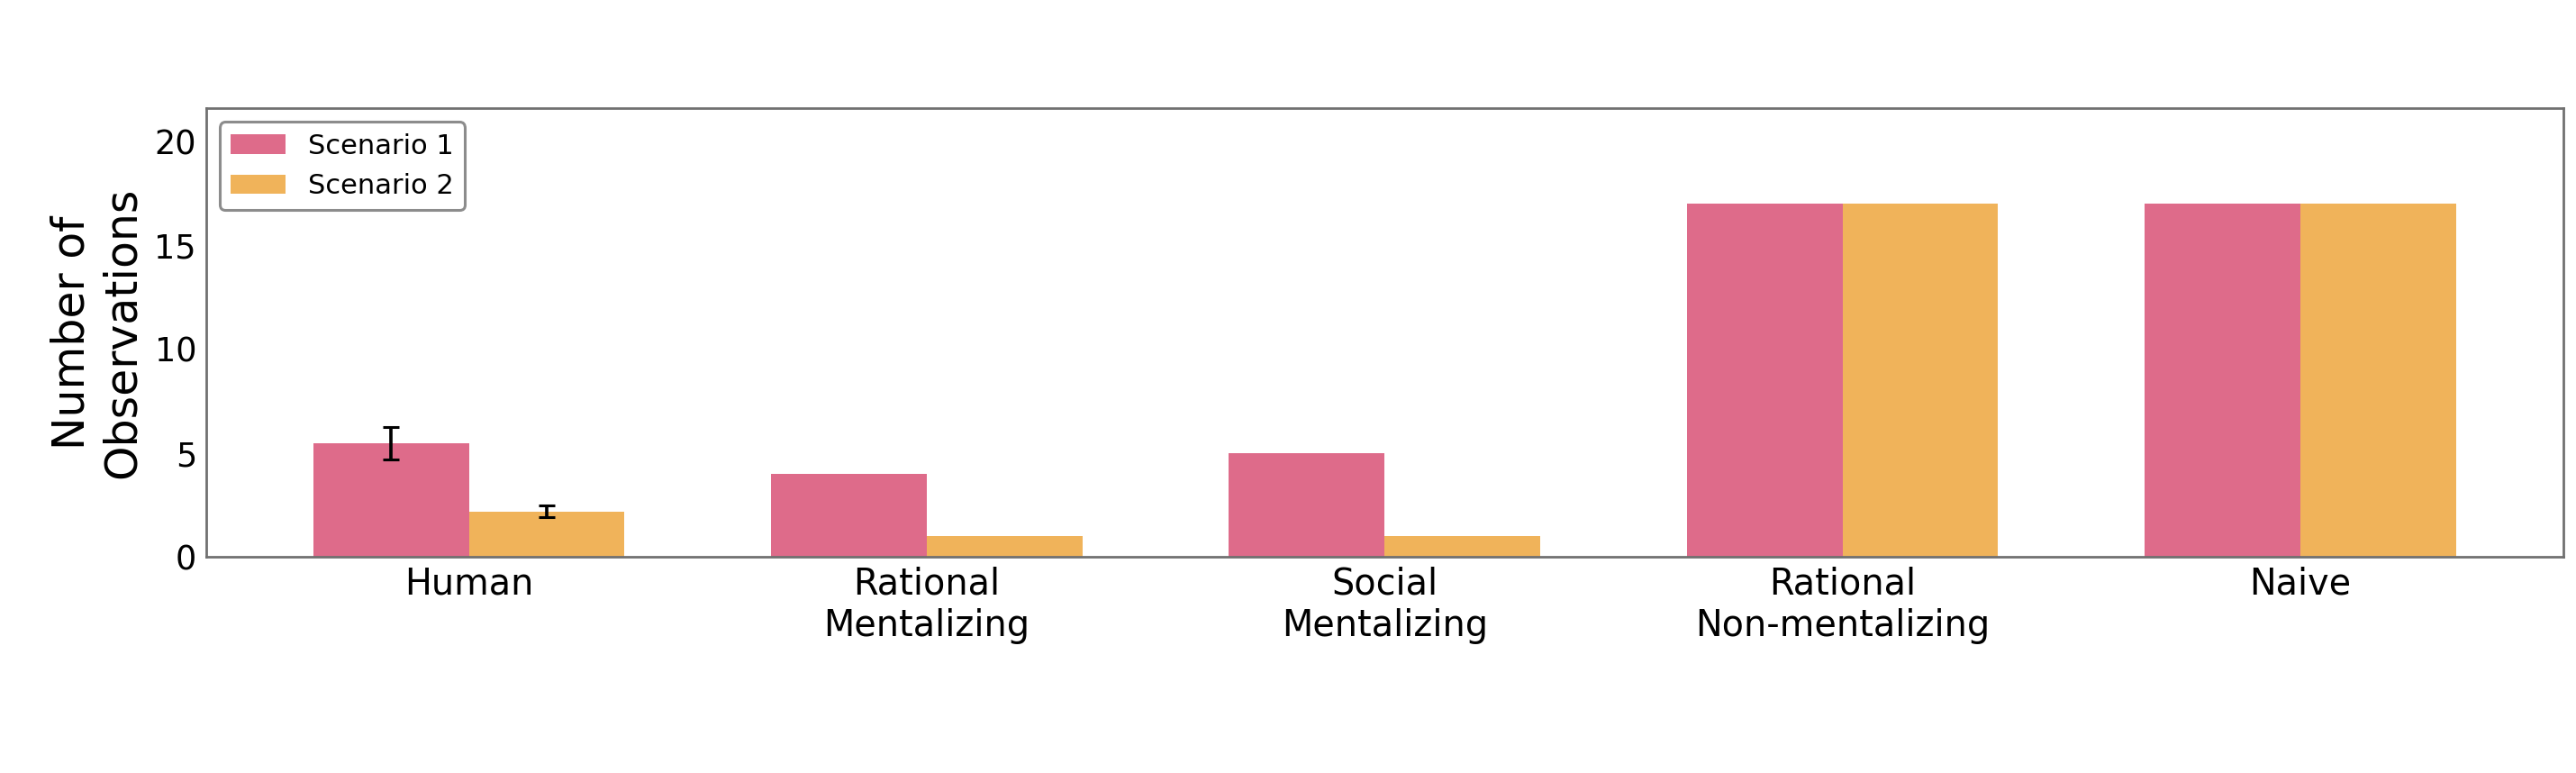 Number of
Observations
20
15
10
5
0
Scenario 1
Scenario 2
Human
Rational
Mentalizing
Social
Mentalizing
Rational
Non-mentalizing
Naive